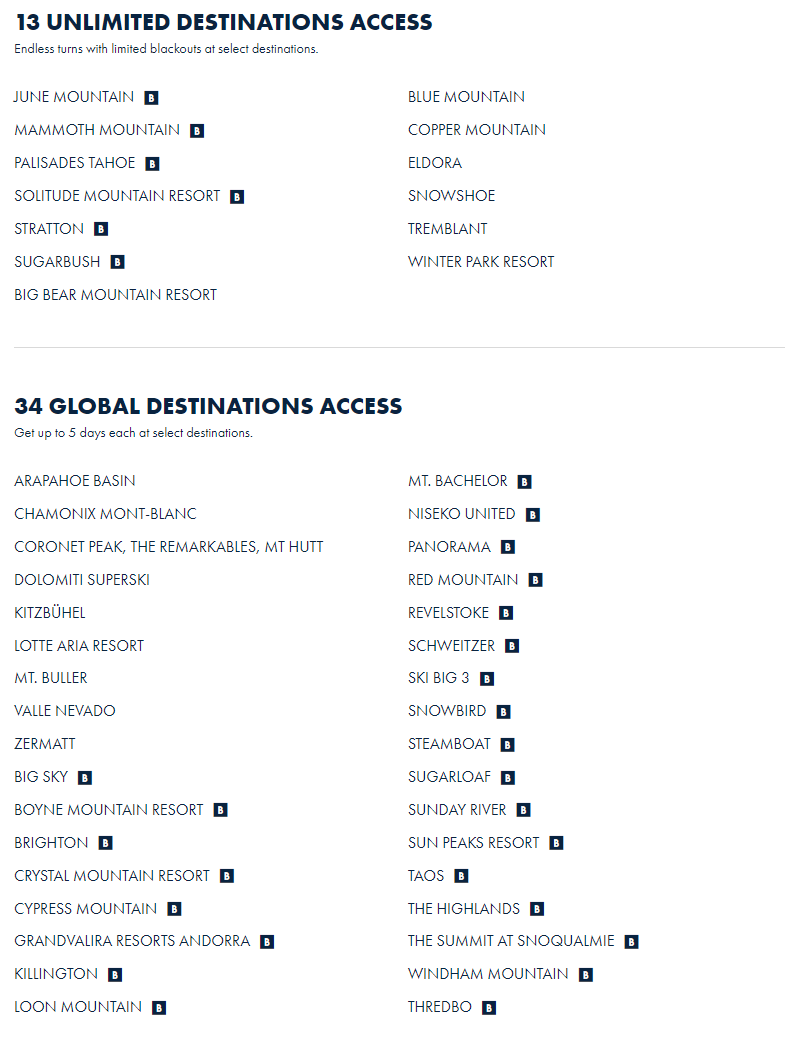 13 UNLIMITED DESTINATIONS ACCESS
Endless turns with limited blackouts at select destinations.
JUNE MOUNTAIN B
MAMMOTH MOUNTAIN B
PALISADES TAHOE B
SOLITUDE MOUNTAIN RESORT B
STRATTON B
SUGARBUSH B
BIG BEAR MOUNTAIN RESORT
BLUE MOUNTAIN
COPPER MOUNTAIN
ELDORA
SNOWSHOE
TREMBLANT
WINTER PARK RESORT
34 GLOBAL DESTINATIONS ACCESS
Get up to 5 days each at select destinations.
ARAPAHOE BASIN
CHAMONIX MONT-BLANC
CORONET PEAK, THE REMARKABLES, MT HUTT
DOLOMITI SUPERSKI
KITZBÜHEL
LOTTE ARIA RESORT
MT. BULLER
VALLE NEVADO
ZERMATT
BIG SKY B
BOYNE MOUNTAIN RESORT B
BRIGHTON B
CRYSTAL MOUNTAIN RESORT B
CYPRESS MOUNTAIN B
GRANDVALIRA RESORTS ANDORRA B
KILLINGTON B
LOON MOUNTAIN B
MT. BACHELOR B
NISEKO UNITED B
PANORAMA B
RED MOUNTAIN B
REVELSTOKE B
SCHWEITZER B
SKI BIG 3 B
SNOWBIRD B
STEAMBOAT B
SUGARLOAF B
SUNDAY RIVER B
SUN PEAKS RESORT B
TAOS B
THE HIGHLANDS B
THE SUMMIT AT SNOQUALMIE B
WINDHAM MOUNTAIN B
THREDBO B